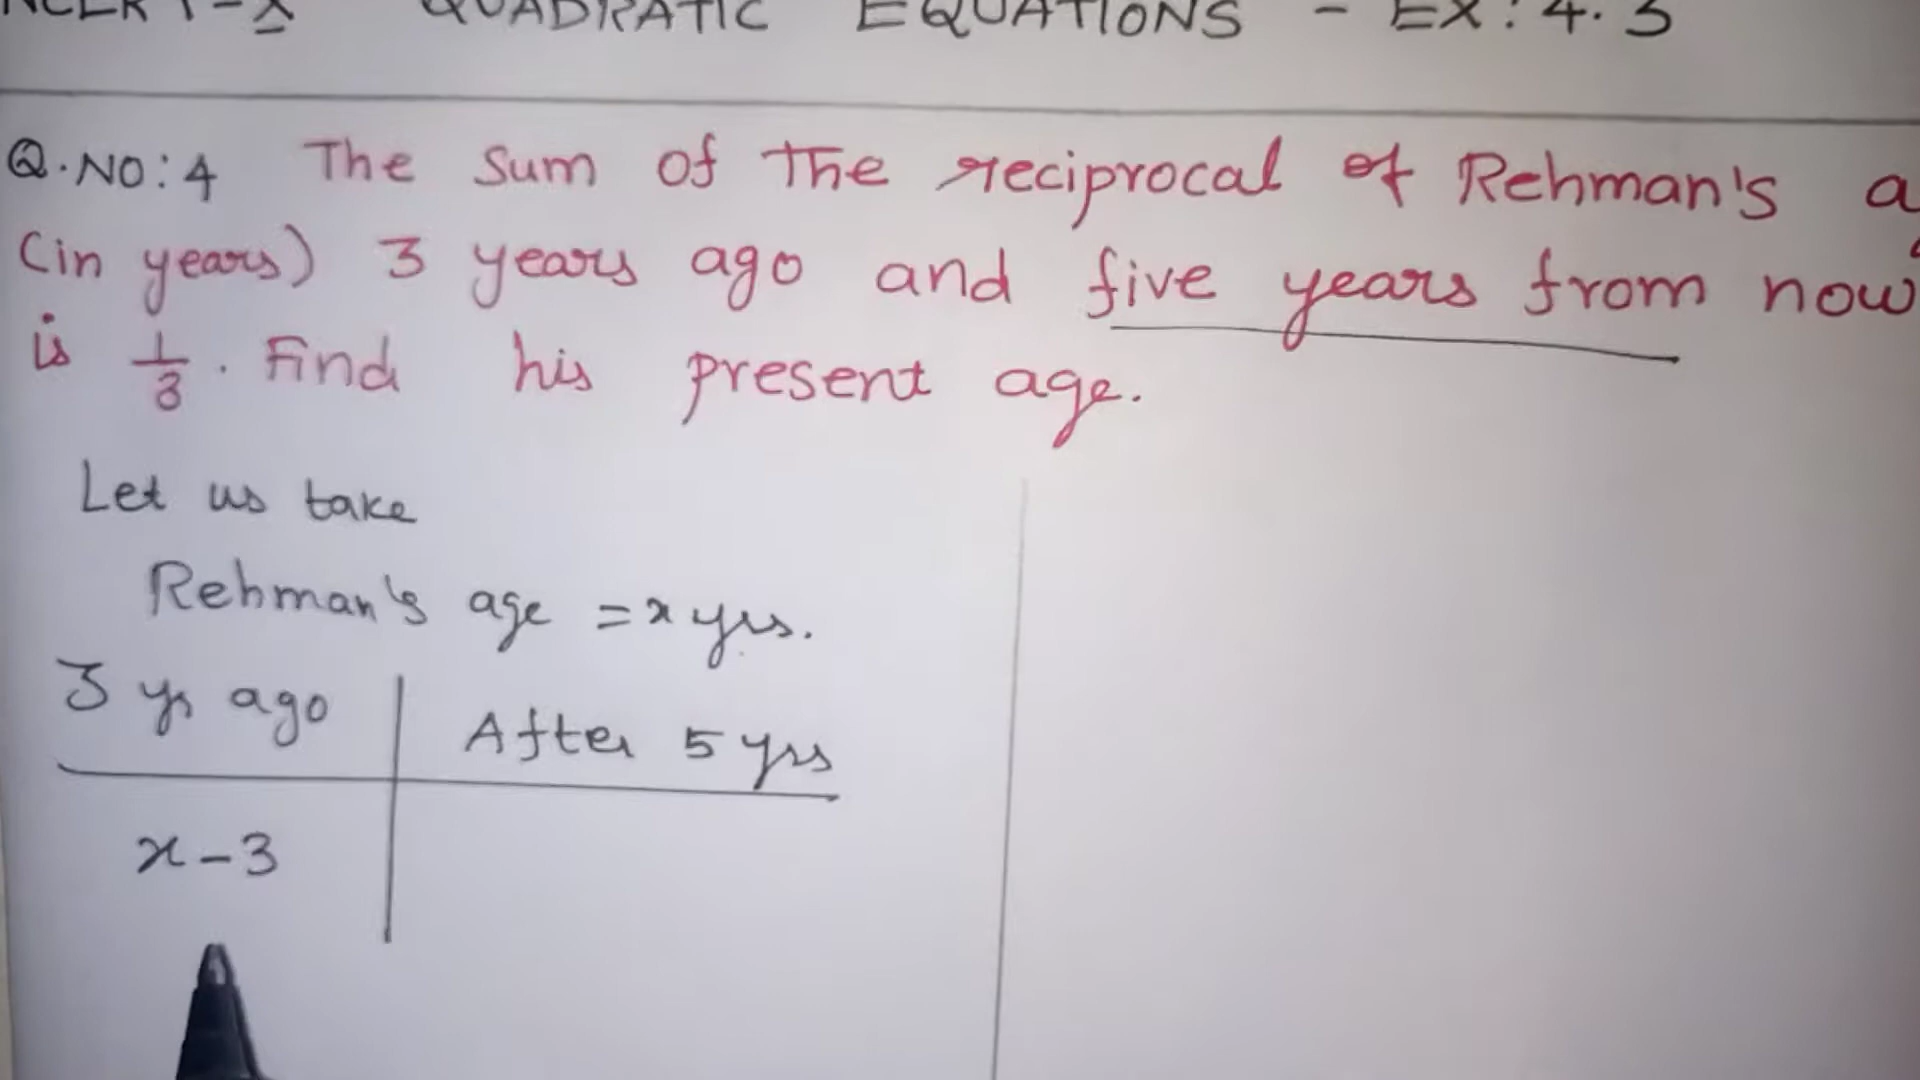 QUADRATIC EQUATIONS - EX: 4.3
Q.NO:4 The sum of the reciprocal of Rehman's
(in years) 3 years ago and five years from now
is 1/3. Find his present age.
Let us take
Rehman's age = x yrs.
3 yr ago | After 5 yrs
x-3